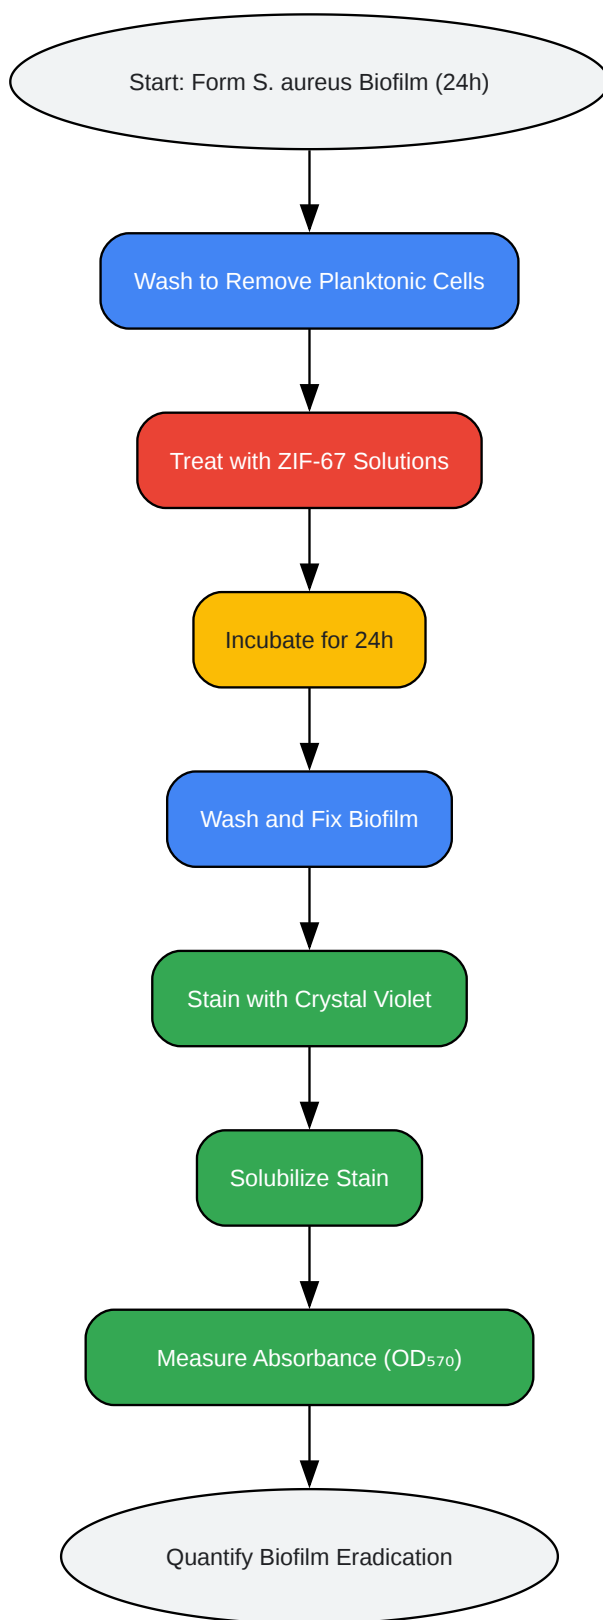 Start: Form S. aureus Biofilm (24h)
Wash to Remove Planktonic Cells
Treat with ZIF-67 Solutions
Incubate for 24h
Wash and Fix Biofilm
Stain with Crystal Violet
Solubilize Stain
Measure Absorbance (OD₅₇₀)
Quantify Biofilm Eradication